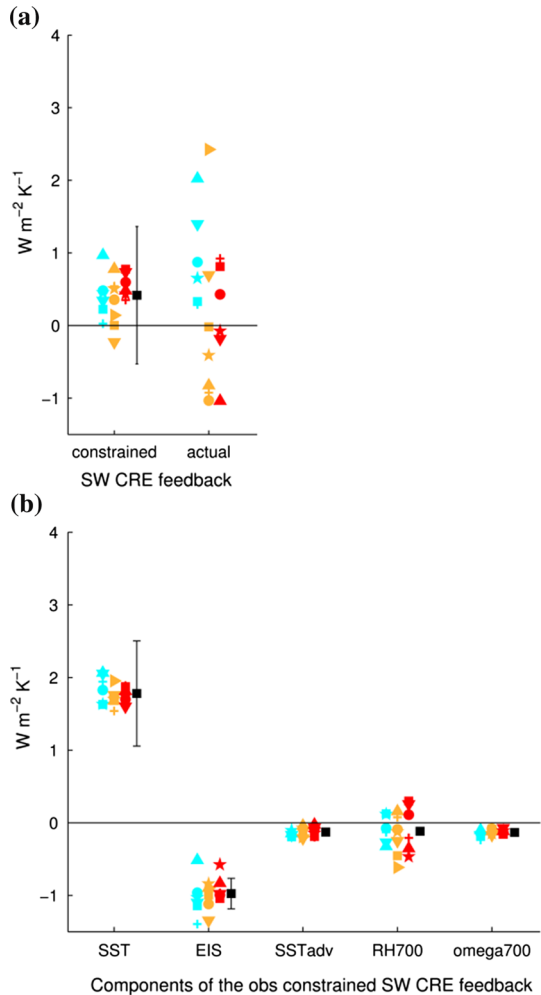 (a)
4
3
2
1
0
−1
W m−2 K−1
constrained actual
SW CRE feedback
(b)
4
3
2
1
0
−1
W m−2 K−1
SST EIS SSTadv RH700 omega700
Components of the obs constrained SW CRE feedback